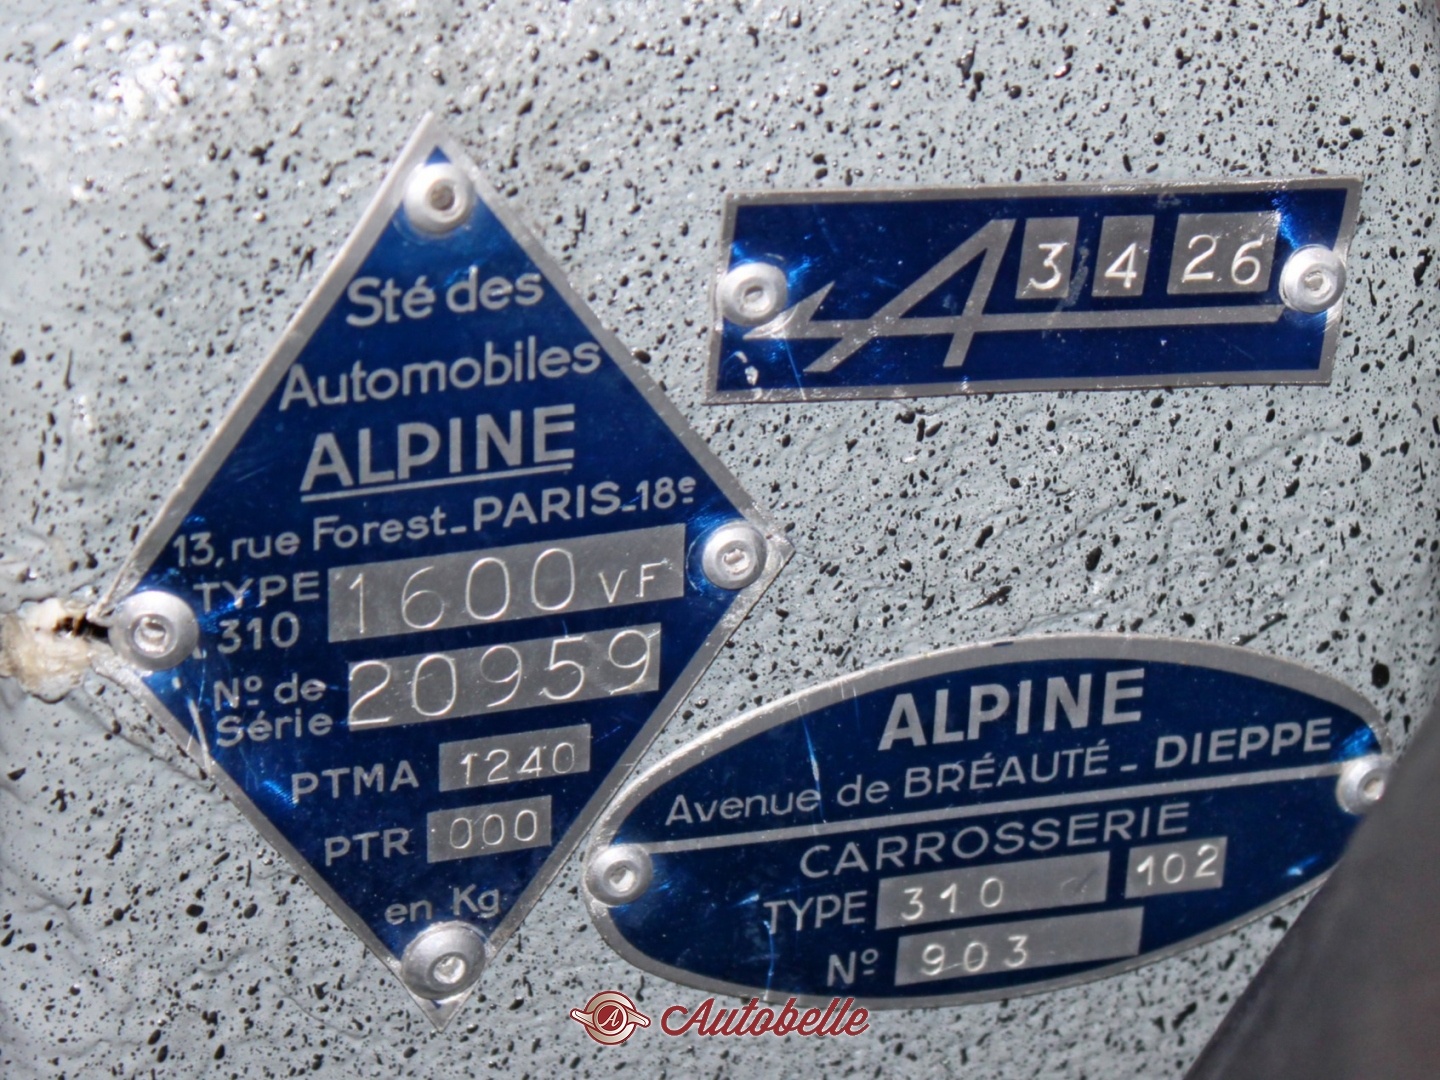 Sté des
Automobiles
ALPINE
13, rue Forest_PARIS_18e
TYPE 1600 VF
A310
No de
Série 20959
PTMA 1240
PTR 000
en Kg
A 3 4 26
ALPINE
Avenue de BRÉAUTÉ _ DIEPPE
CARROSSERIE
TYPE 310 102
No 903
Autobelle